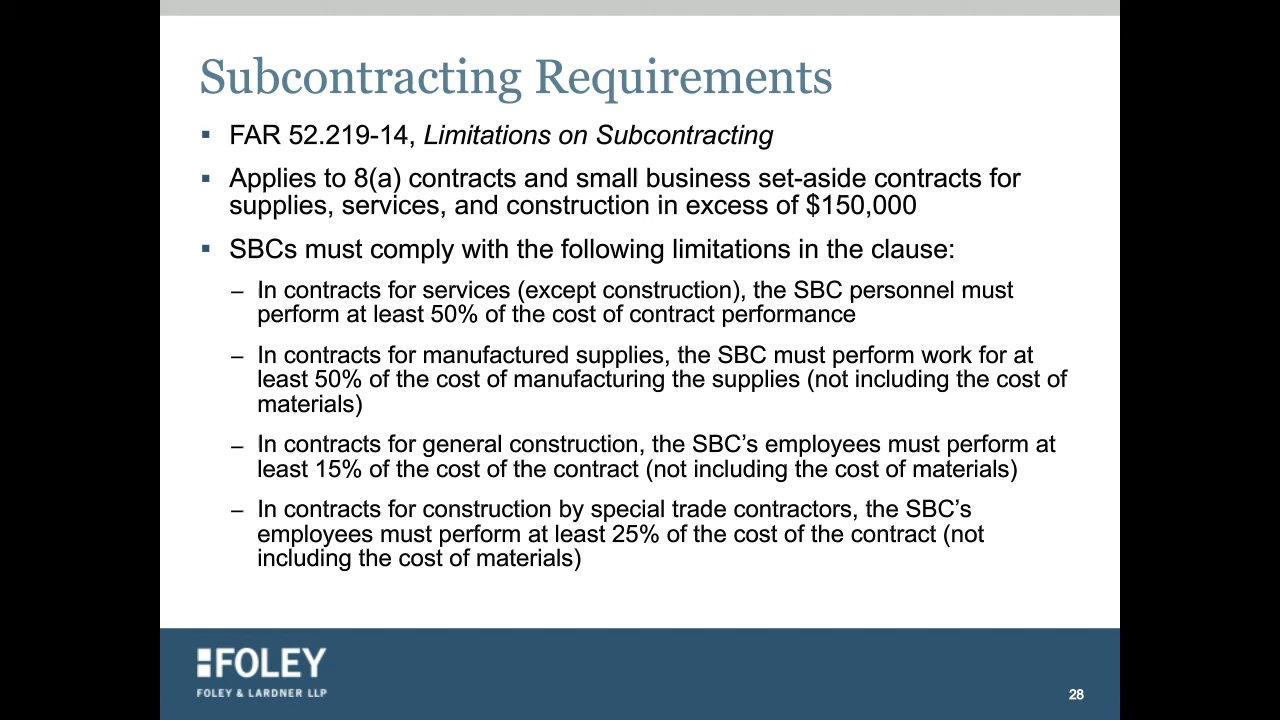 Subcontracting Requirements
▪ FAR 52.219-14, Limitations on Subcontracting
▪ Applies to 8(a) contracts and small business set-aside contracts for
supplies, services, and construction in excess of $150,000
▪ SBCs must comply with the following limitations in the clause:
– In contracts for services (except construction), the SBC personnel must
perform at least 50% of the cost of contract performance
– In contracts for manufactured supplies, the SBC must perform work for at
least 50% of the cost of manufacturing the supplies (not including the cost of
materials)
– In contracts for general construction, the SBC’s employees must perform at
least 15% of the cost of the contract (not including the cost of materials)
– In contracts for construction by special trade contractors, the SBC’s
employees must perform at least 25% of the cost of the contract (not
including the cost of materials)
FOLEY
FOLEY & LARDNER LLP
28